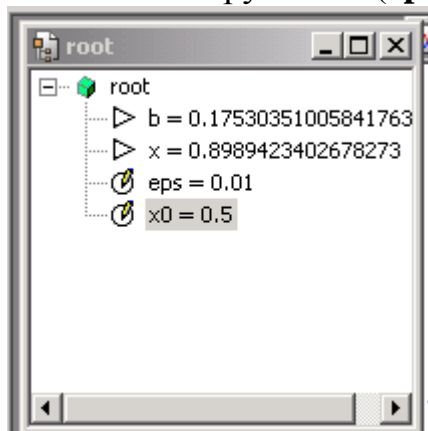 root
root
b = 0.17530351005841763
x = 0.8989423402678273
eps = 0.01
x0 = 0.5